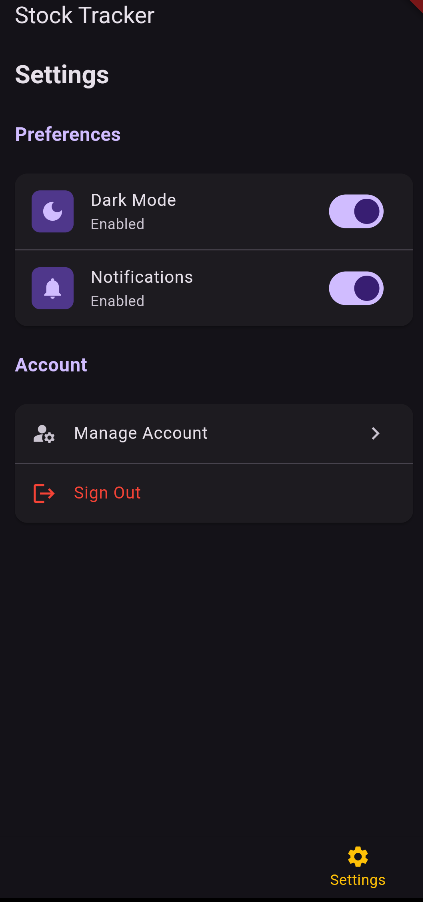 Stock Tracker
Settings
Preferences
Dark Mode
Enabled
Notifications
Enabled
Account
Manage Account
Sign Out
Settings